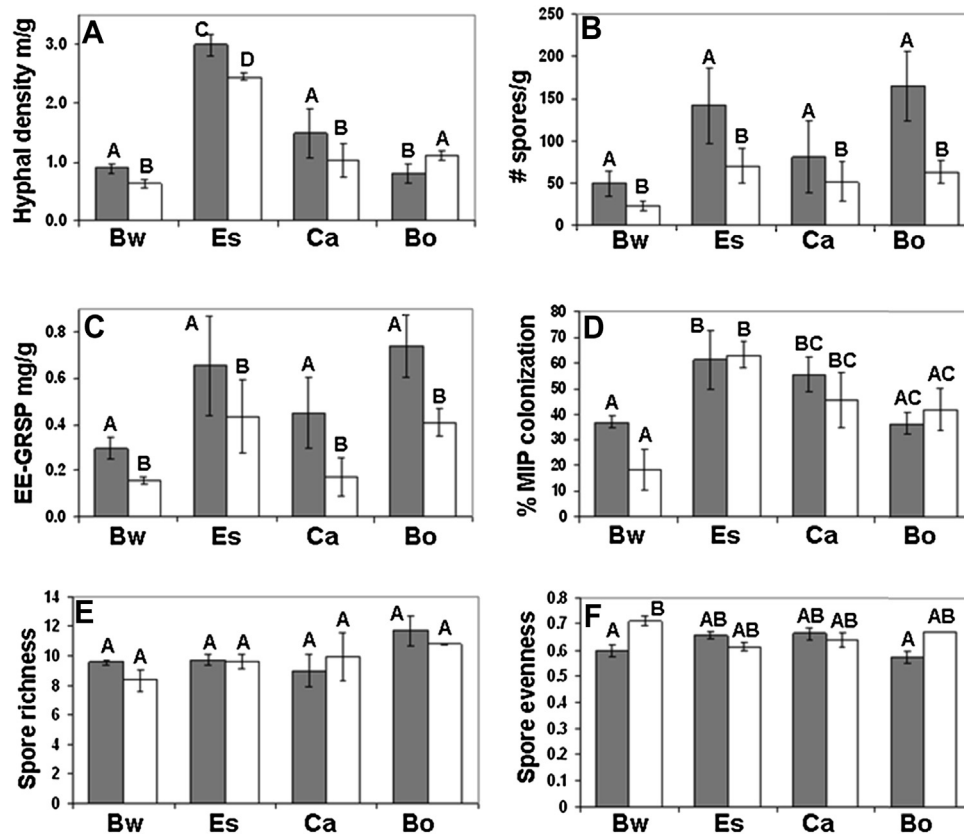 A
Hyphal density m/g
3.0
2.0
1.0
0.0
A B C D A B B A
Bw Es Ca Bo
B
# spores/g
250
200
150
100
50
0
A B A B A B A B
Bw Es Ca Bo
C
EE-GRSP mg/g
0.8
0.6
0.4
0.2
0.0
A B A B A B A B
Bw Es Ca Bo
D
% MIP colonization
80
70
60
50
40
30
20
10
0
A A B B BC BC AC AC
Bw Es Ca Bo
E
Spore richness
14
12
10
8
6
4
2
0
A A A A A A A A
Bw Es Ca Bo
F
Spore evenness
0.8
0.7
0.6
0.5
0.4
0.3
0.2
0.1
0
A B AB AB AB AB A AB
Bw Es Ca Bo